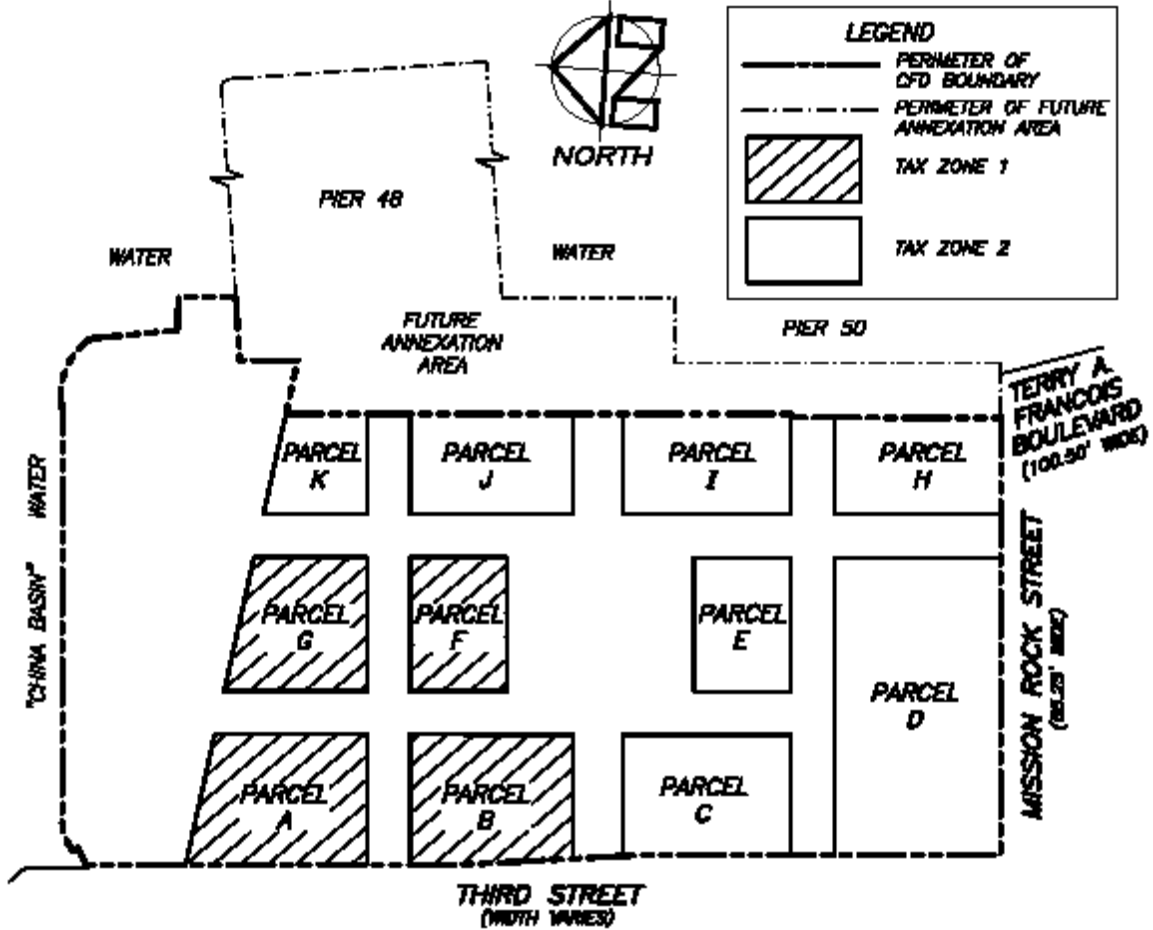 LEGEND
PERIMETER OF
CFD BOUNDARY
PERIMETER OF FUTURE
ANNEXATION AREA
TAX ZONE 1
TAX ZONE 2
NORTH
PIER 48
WATER
WATER
FUTURE
ANNEXATION
AREA
PIER 50
TERRY A.
FRANCOIS
BOULEVARD
(100.50' WIDE)
WATER
"CHINA BASIN"
PARCEL
K
PARCEL
J
PARCEL
I
PARCEL
H
PARCEL
G
PARCEL
F
PARCEL
E
PARCEL
D
MISSION ROCK STREET
WIDE)
PARCEL
A
PARCEL
B
PARCEL
C
THIRD STREET
(WIDTH VARIES)